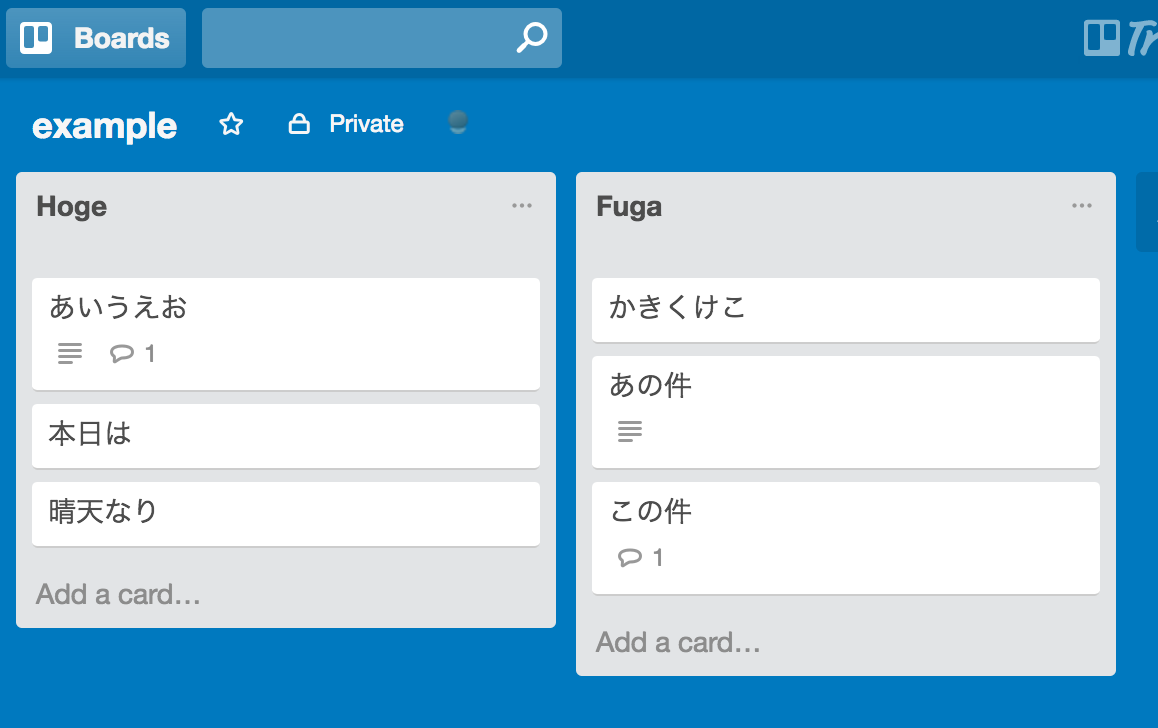 Boards
example
Private
Hoge
あいうえお
1
本日は
晴天なり
Add a card…
Fuga
かきくけこ
あの件
この件
1
Add a card…